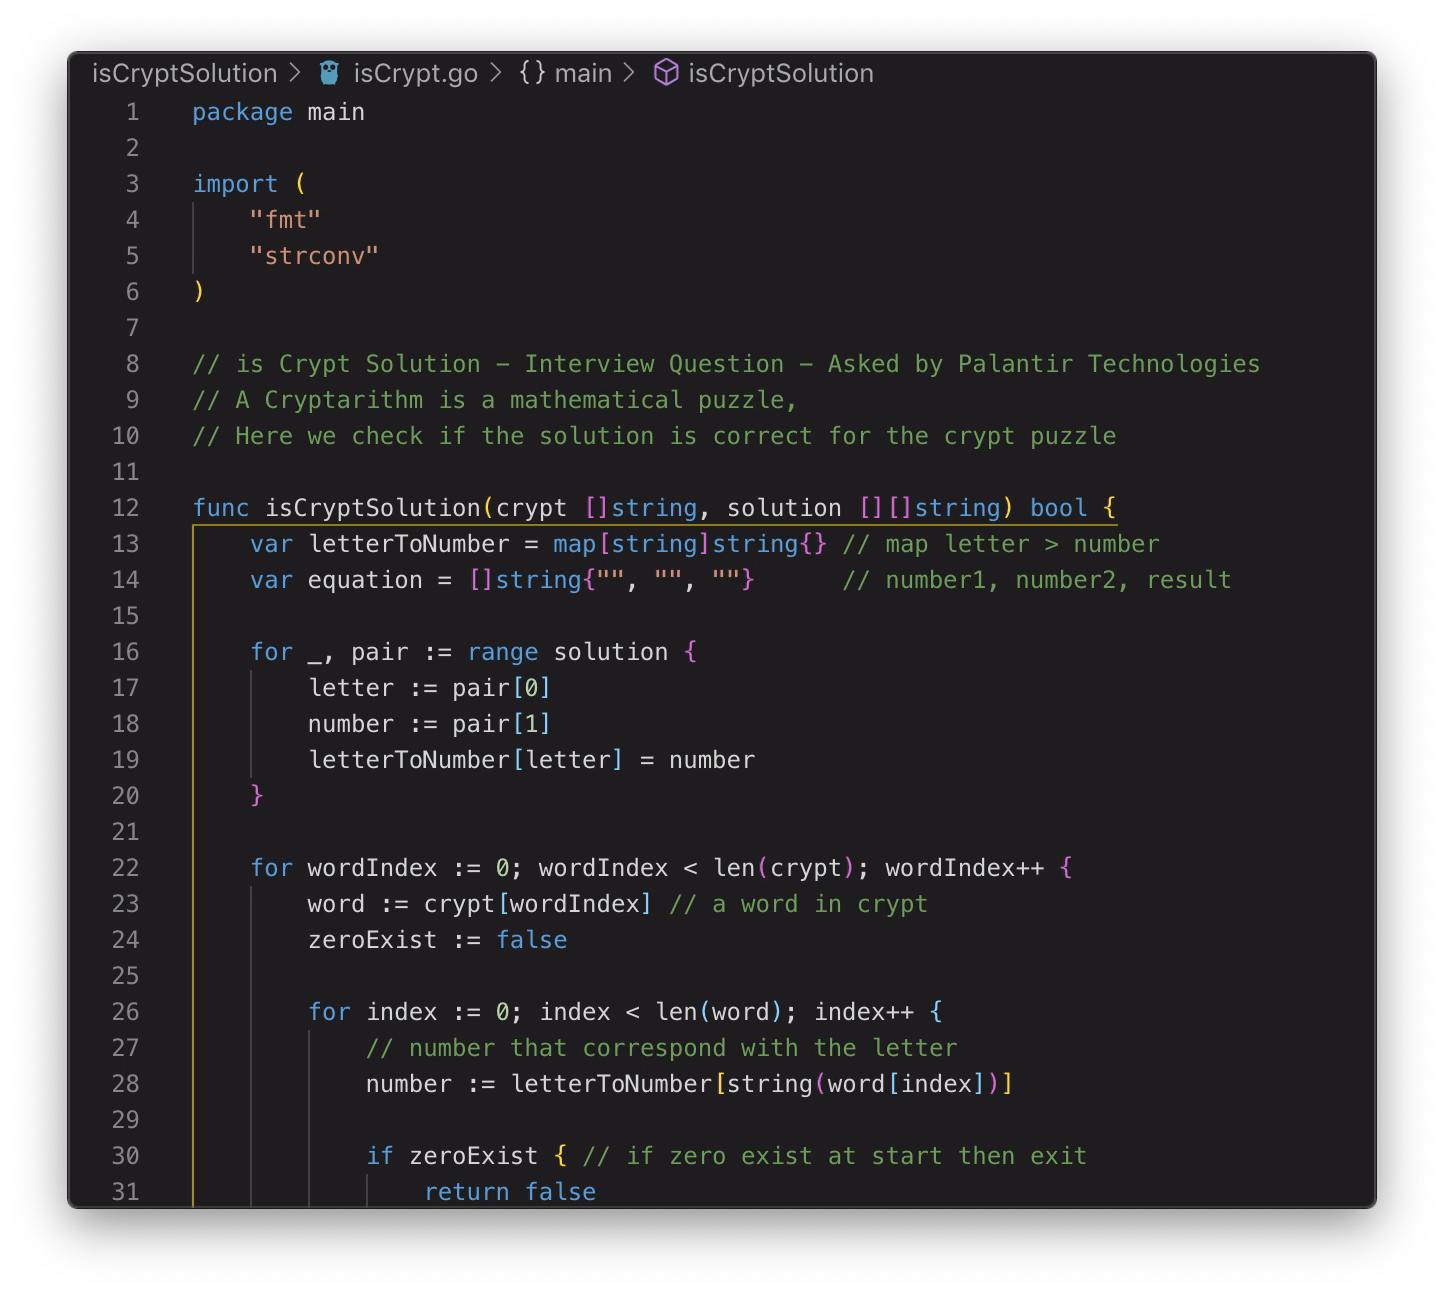 isCryptSolution > isCrypt.go > {} main > isCryptSolution
1 package main
2
3 import (
4     "fmt"
5     "strconv"
6 )
7
8 // is Crypt Solution – Interview Question – Asked by Palantir Technologies
9 // A Cryptarithm is a mathematical puzzle,
10 // Here we check if the solution is correct for the crypt puzzle
11
12 func isCryptSolution(crypt []string, solution [][]string) bool {
13     var letterToNumber = map[string]string{} // map letter > number
14     var equation = []string{"", "", ""}      // number1, number2, result
15
16     for _, pair := range solution {
17         letter := pair[0]
18         number := pair[1]
19         letterToNumber[letter] = number
20     }
21
22     for wordIndex := 0; wordIndex < len(crypt); wordIndex++ {
23         word := crypt[wordIndex] // a word in crypt
24         zeroExist := false
25
26         for index := 0; index < len(word); index++ {
27             // number that correspond with the letter
28             number := letterToNumber[string(word[index])]
29
30             if zeroExist { // if zero exist at start then exit
31                 return false